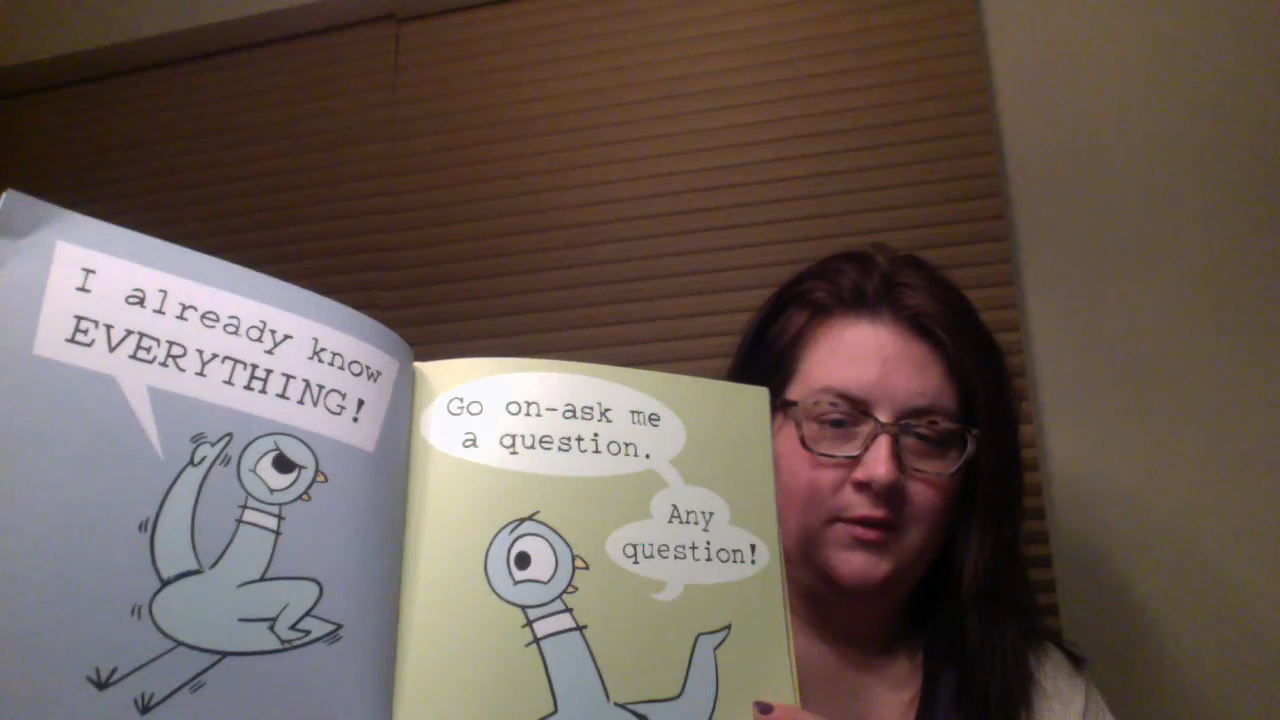 I already know
EVERYTHING!
Go on-ask me
a question.
Any
question!